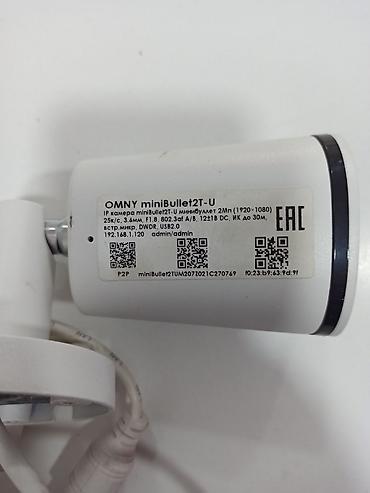 OMNY miniBullet2T-U
IP камера miniBullet2T-U минибуллет 2Мп (1920×1080)
25к/с, 3.6мм, F1.8, 802.3af A/B, 12±1В DC, ИК до 30м,
встр.микр, DWDR, USB2.0
192.168.1.120 admin/admin
EAC
P2P miniBullet2TUM207Z021C270769 f0:23:b9:63:9d:9f